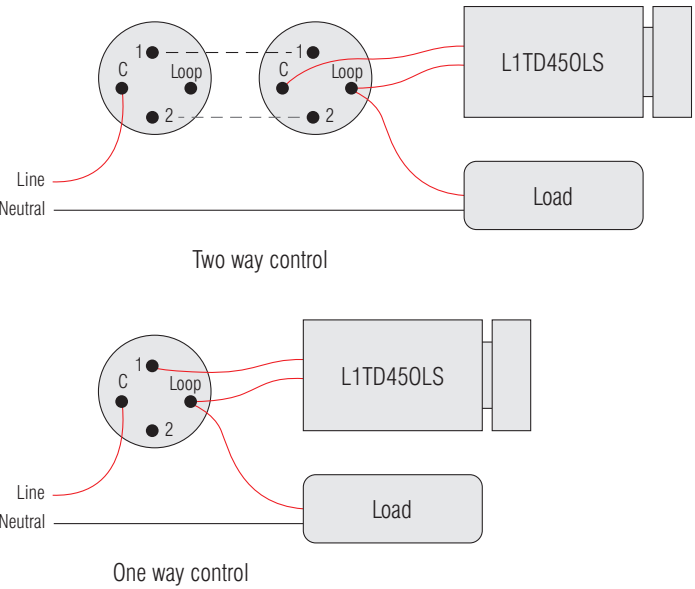 1 1
C Loop C Loop
2 2
L1TD450LS
Line
Neutral
Load
Two way control
1
C Loop
2
L1TD450LS
Line
Neutral
Load
One way control